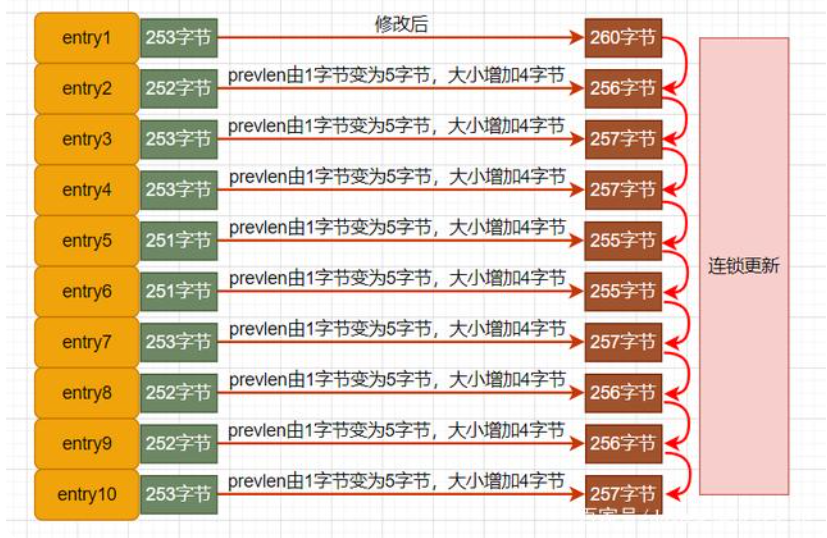 entry1 253字节 修改后 260字节
entry2 252字节 prevlen由1字节变为5字节，大小增加4字节 256字节
entry3 253字节 prevlen由1字节变为5字节，大小增加4字节 257字节
entry4 253字节 prevlen由1字节变为5字节，大小增加4字节 257字节
entry5 251字节 prevlen由1字节变为5字节，大小增加4字节 255字节
连锁更新
entry6 251字节 prevlen由1字节变为5字节，大小增加4字节 255字节
entry7 253字节 prevlen由1字节变为5字节，大小增加4字节 257字节
entry8 252字节 prevlen由1字节变为5字节，大小增加4字节 256字节
entry9 252字节 prevlen由1字节变为5字节，大小增加4字节 256字节
entry10 253字节 prevlen由1字节变为5字节，大小增加4字节 257字节